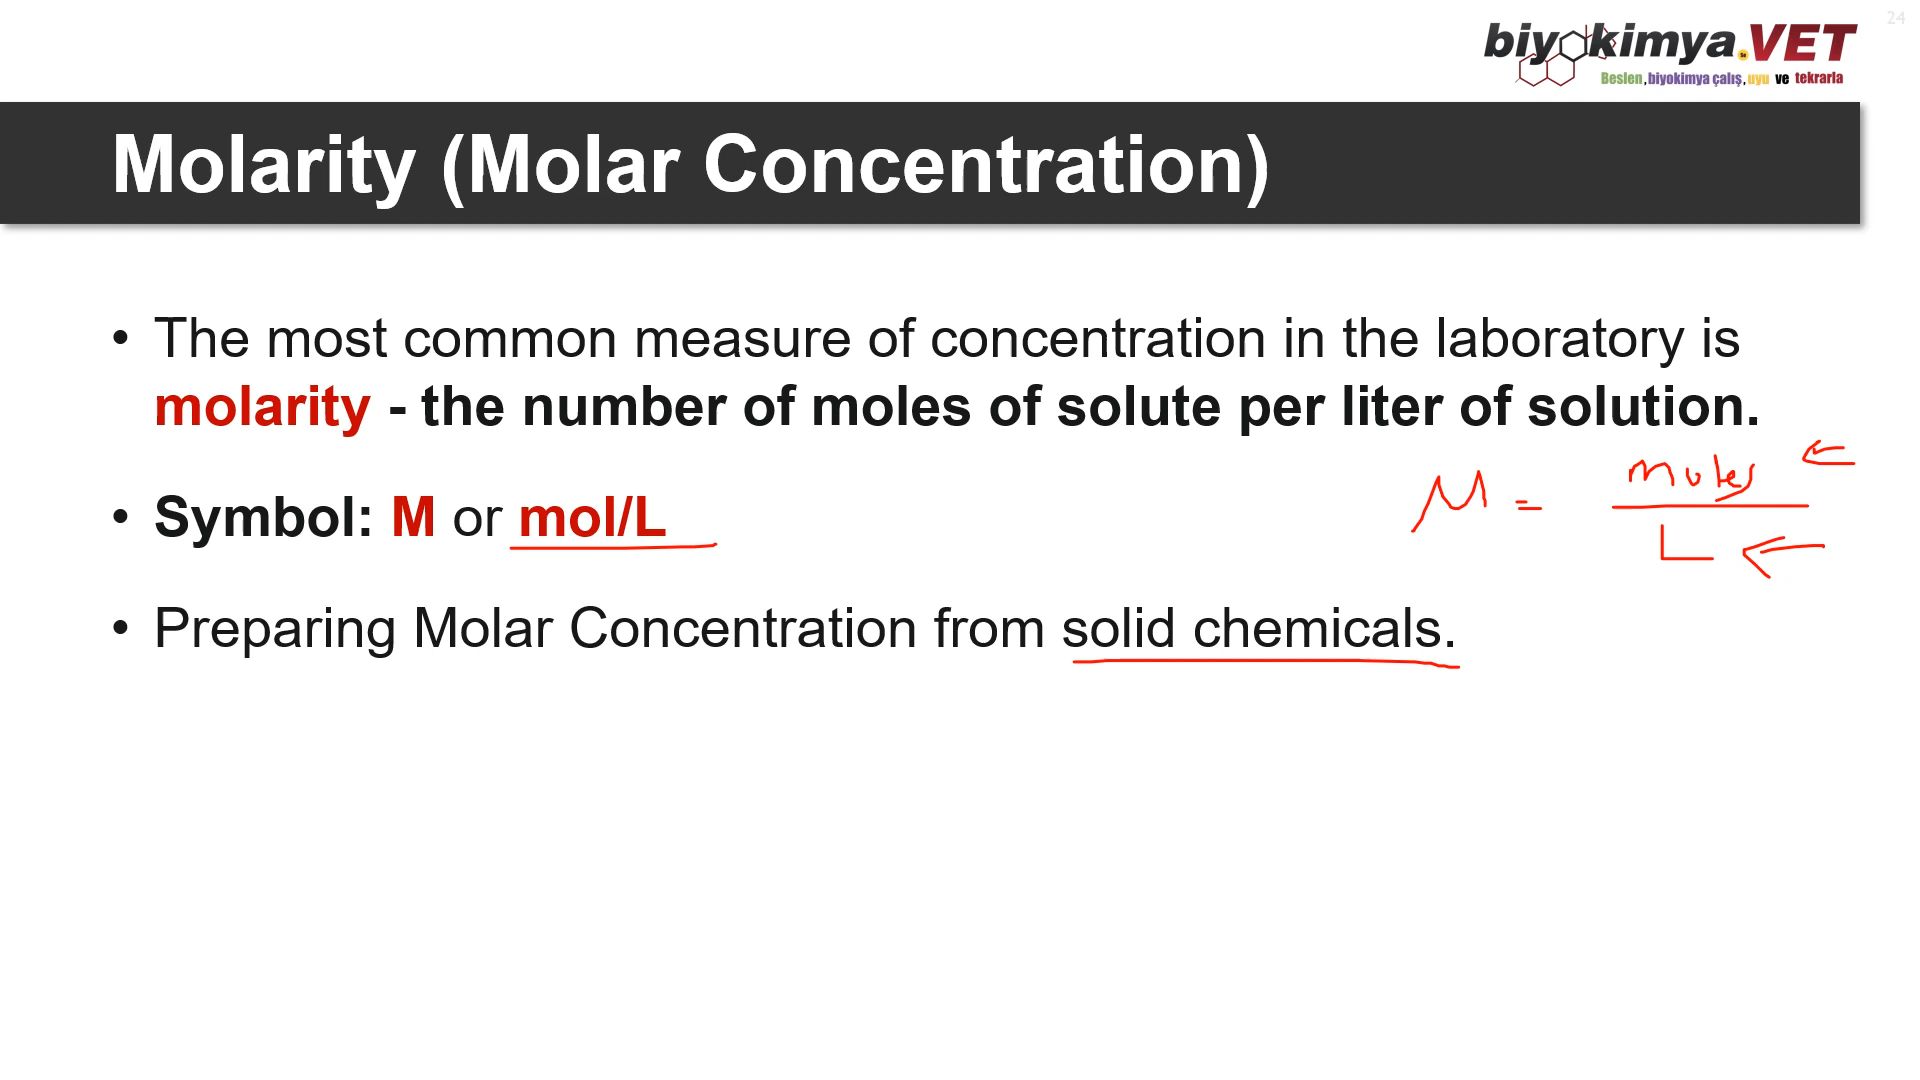 24
biyokimya.VET
Beslen, biyokimya çalış, uyu ve tekrarla
Molarity (Molar Concentration)
• The most common measure of concentration in the laboratory is
molarity - the number of moles of solute per liter of solution.
M = moles
L
• Symbol: M or mol/L
• Preparing Molar Concentration from solid chemicals.